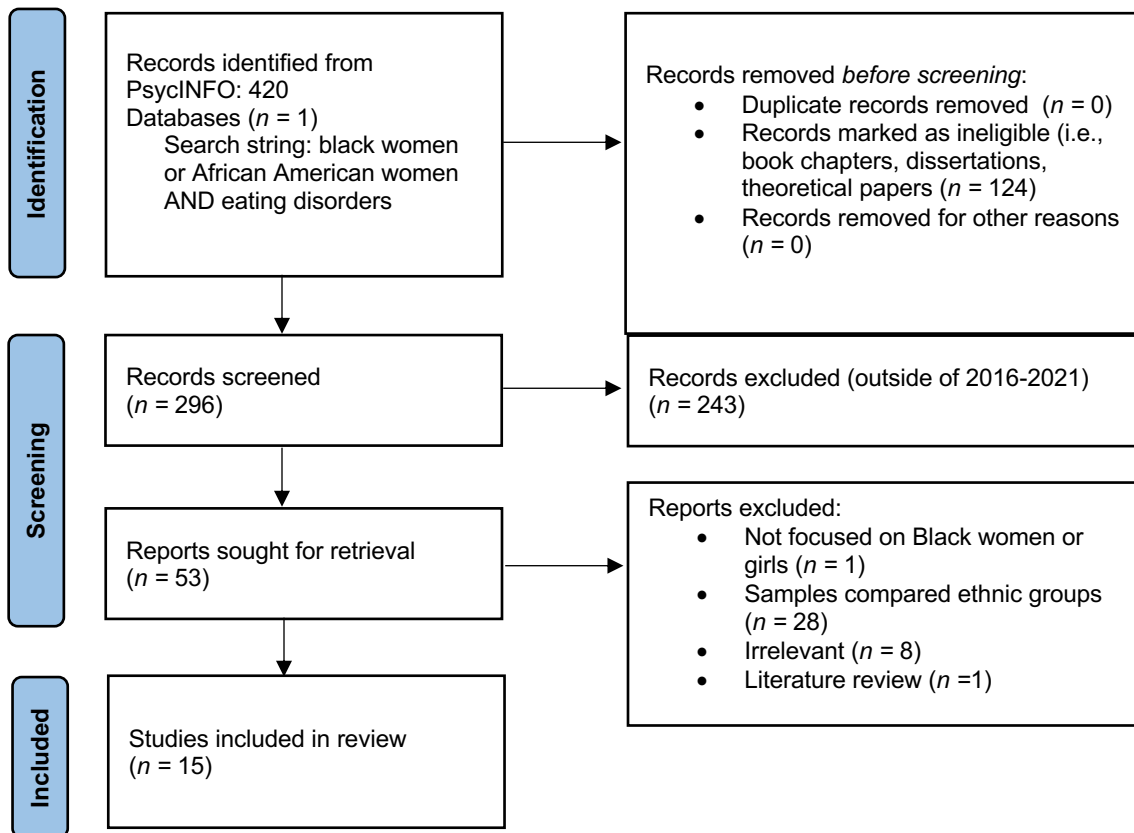 Identification
Records identified from
PsycINFO: 420
Databases (n = 1)
Search string: black women
or African American women
AND eating disorders
Records removed before screening:
• Duplicate records removed (n = 0)
• Records marked as ineligible (i.e.,
book chapters, dissertations,
theoretical papers (n = 124)
• Records removed for other reasons
(n = 0)
Screening
Records screened
(n = 296)
Records excluded (outside of 2016-2021)
(n = 243)
Reports sought for retrieval
(n = 53)
Reports excluded:
• Not focused on Black women or
girls (n = 1)
• Samples compared ethnic groups
(n = 28)
• Irrelevant (n = 8)
• Literature review (n =1)
Included
Studies included in review
(n = 15)